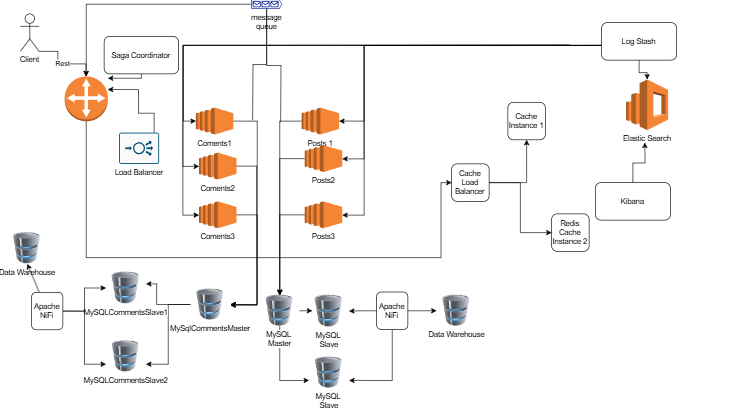 message
queue
Client
Rest
Saga Coordinator
Log Stash
Load Balancer
Coments1
Coments2
Coments3
Posts 1
Posts2
Posts3
Cache
Instance 1
Cache
Load
Balancer
Redis
Cache
Instance 2
Elastic Search
Kibana
Data Warehouse
Apache
NiFi
MySQLCommentsSlave1
MySQLCommentsSlave2
MySqlCommentsMaster
MySQL
Master
MySQL
Slave
MySQL
Slave
Apache
NiFi
Data Warehouse